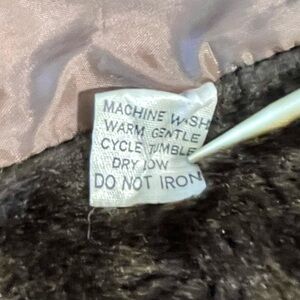 MACHINE WASH
WARM GENTLE
CYCLE TUMBLE
DRY LOW
DO NOT IRON